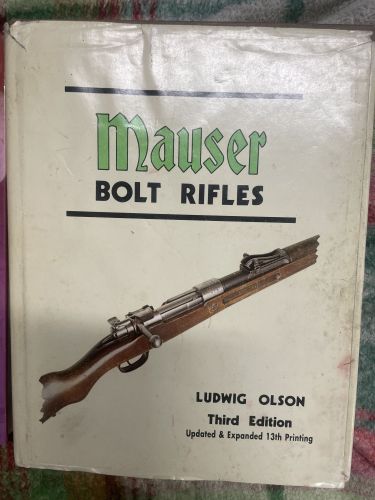 Mauser
BOLT RIFLES
LUDWIG OLSON
Third Edition
Updated & Expanded 13th Printing